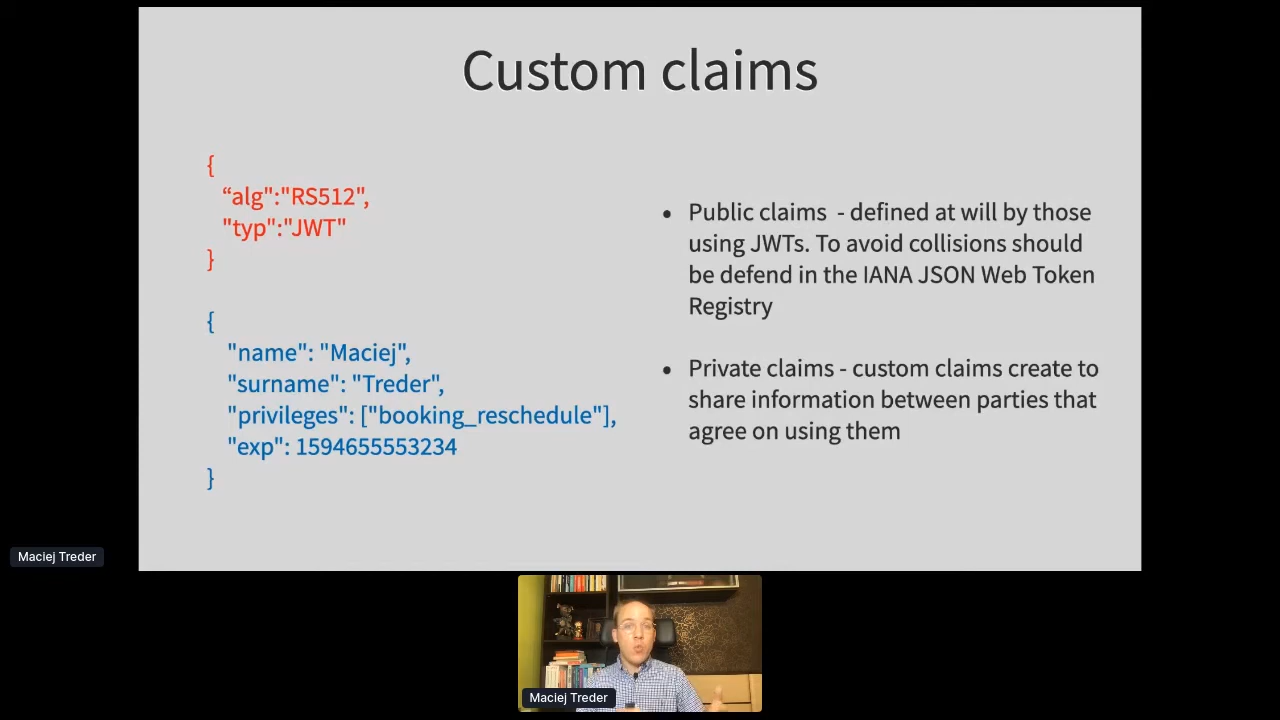 Custom claims
{
“alg":"RS512",
"typ":"JWT"
}
{
"name": "Maciej",
"surname": "Treder",
"privileges": ["booking_reschedule"],
"exp": 1594655553234
}
• Public claims - defined at will by those
using JWTs. To avoid collisions should
be defend in the IANA JSON Web Token
Registry
• Private claims - custom claims create to
share information between parties that
agree on using them
Maciej Treder
Maciej Treder